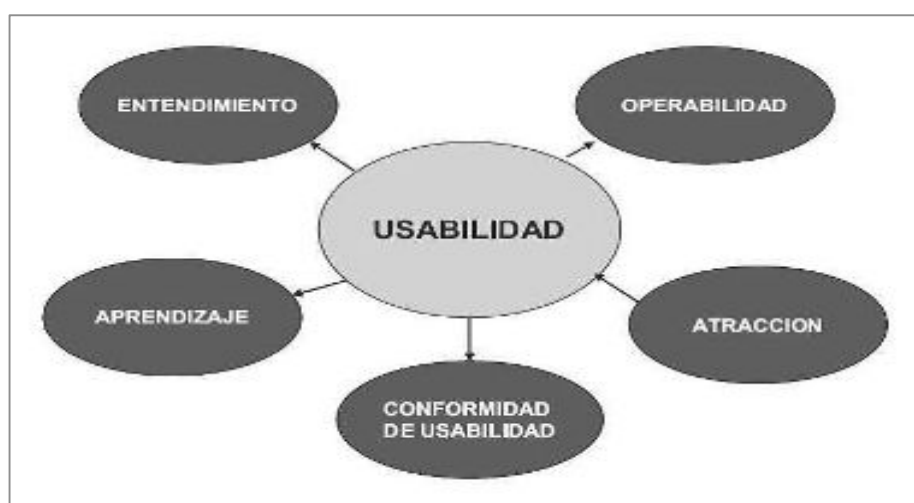 ENTENDIMIENTO
OPERABILIDAD
USABILIDAD
APRENDIZAJE
ATRACCION
CONFORMIDAD
DE USABILIDAD